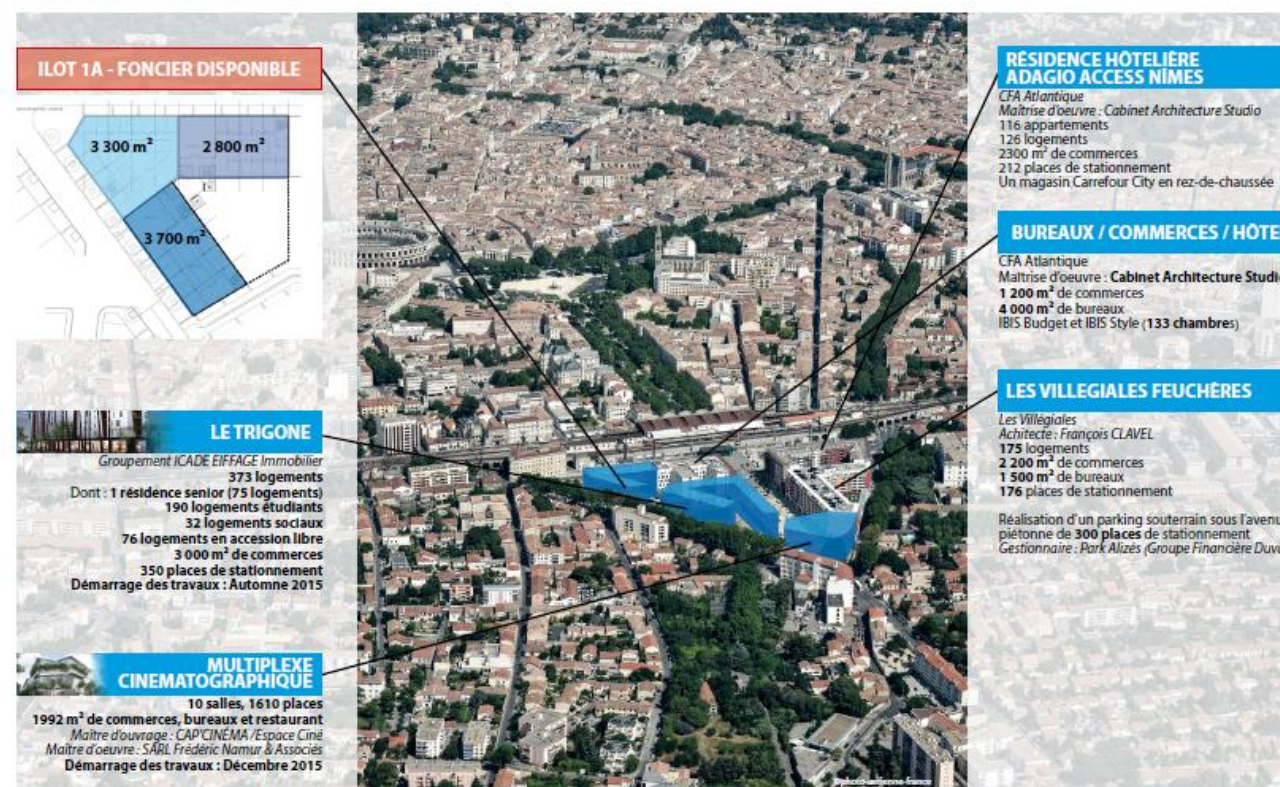 ILOT 1A - FONCIER DISPONIBLE
3 300 m²
2 800 m²
3 700 m²
LE TRIGONE
Groupement ICADE EIFFAGE Immobilier
373 logements
Dont : 1 résidence senior (75 logements)
190 logements étudiants
32 logements sociaux
76 logements en accession libre
3 000 m² de commerces
350 places de stationnement
Démarrage des travaux : Automne 2015
MULTIPLEXE
CINEMATOGRAPHIQUE
10 salles, 1610 places
1992 m² de commerces, bureaux et restaurant
Maître d'ouvrage : CAP'CINÉMA /Espace Ciné
Maître d'oeuvre : SARL Frédéric Namur & Associés
Démarrage des travaux : Décembre 2015
RÉSIDENCE HÔTELIÈRE
ADAGIO ACCESS NÎMES
CFA Atlantique
Maîtrise d'oeuvre : Cabinet Architecture Studio
116 appartements
126 logements
2300 m² de commerces
212 places de stationnement
Un magasin Carrefour City en rez-de-chaussée
BUREAUX / COMMERCES / HÔTE
CFA Atlantique
Maîtrise d'oeuvre : Cabinet Architecture Studi
1 200 m² de commerces
4 000 m² de bureaux
IBIS Budget et IBIS Style (133 chambres)
LES VILLEGIALES FEUCHÈRES
Les Villégiales
Achitecte : François CLAVEL
175 logements
2 200 m² de commerces
1 500 m² de bureaux
176 places de stationnement
Réalisation d'un parking souterrain sous l'avenu
piétonne de 300 places de stationnement
Gestionnaire : Park Alizés (Groupe Financière Duv
©photo-aerienne-france